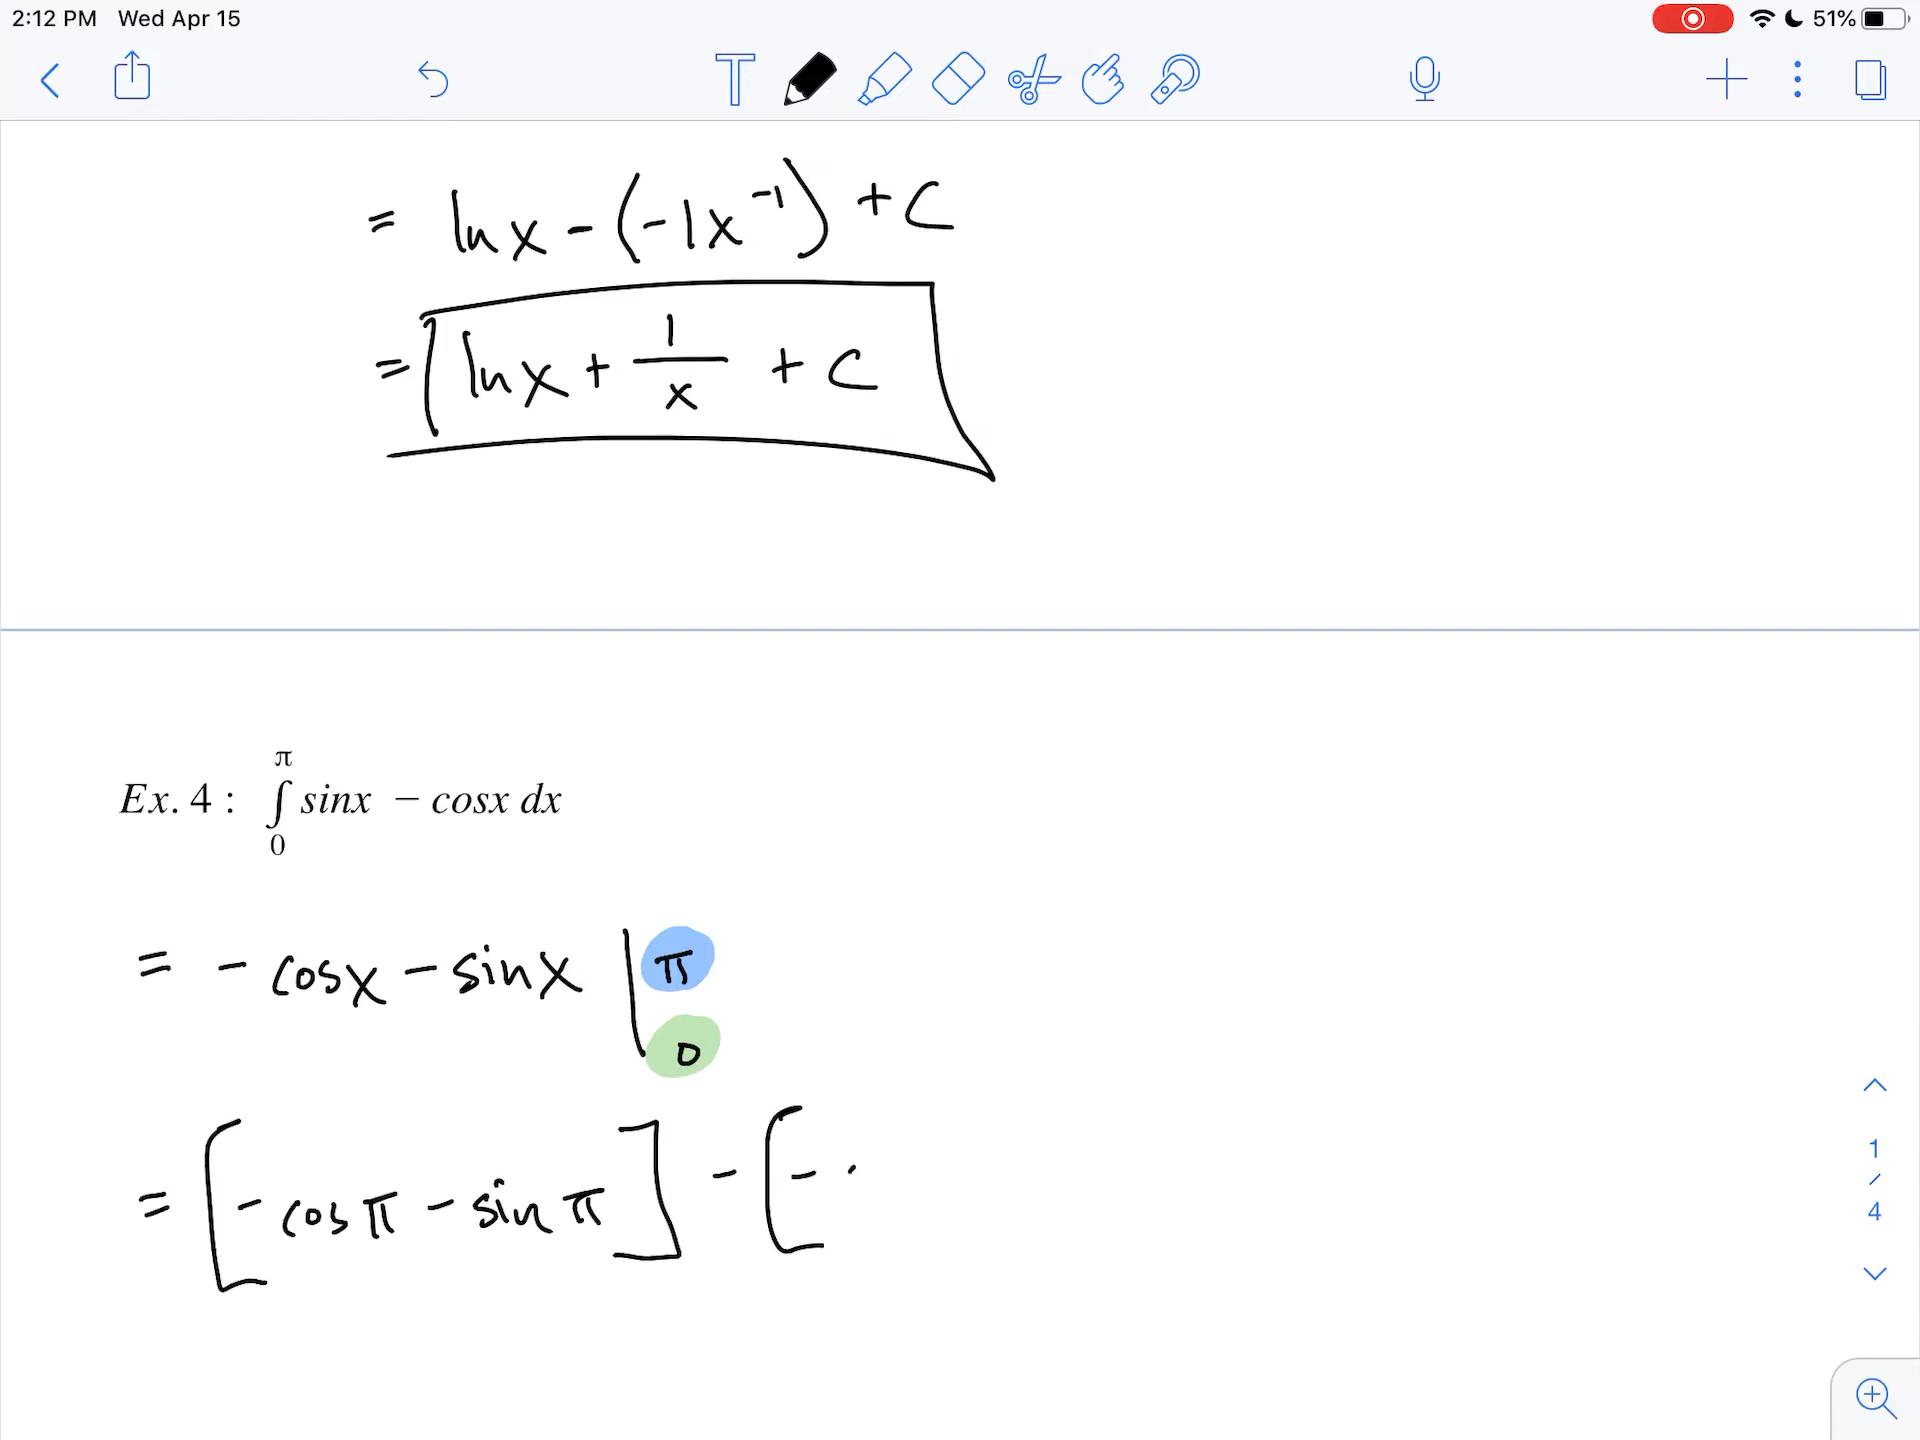 2:12 PM Wed Apr 15 51%
= ln x - (-1x⁻¹) + C
= ln x + 1/x + C
Ex. 4 : ∫₀^π sinx − cosx dx
= - cosx - sinx |₀^π
= [- cos π - sin π] - [- ·
1
/
4